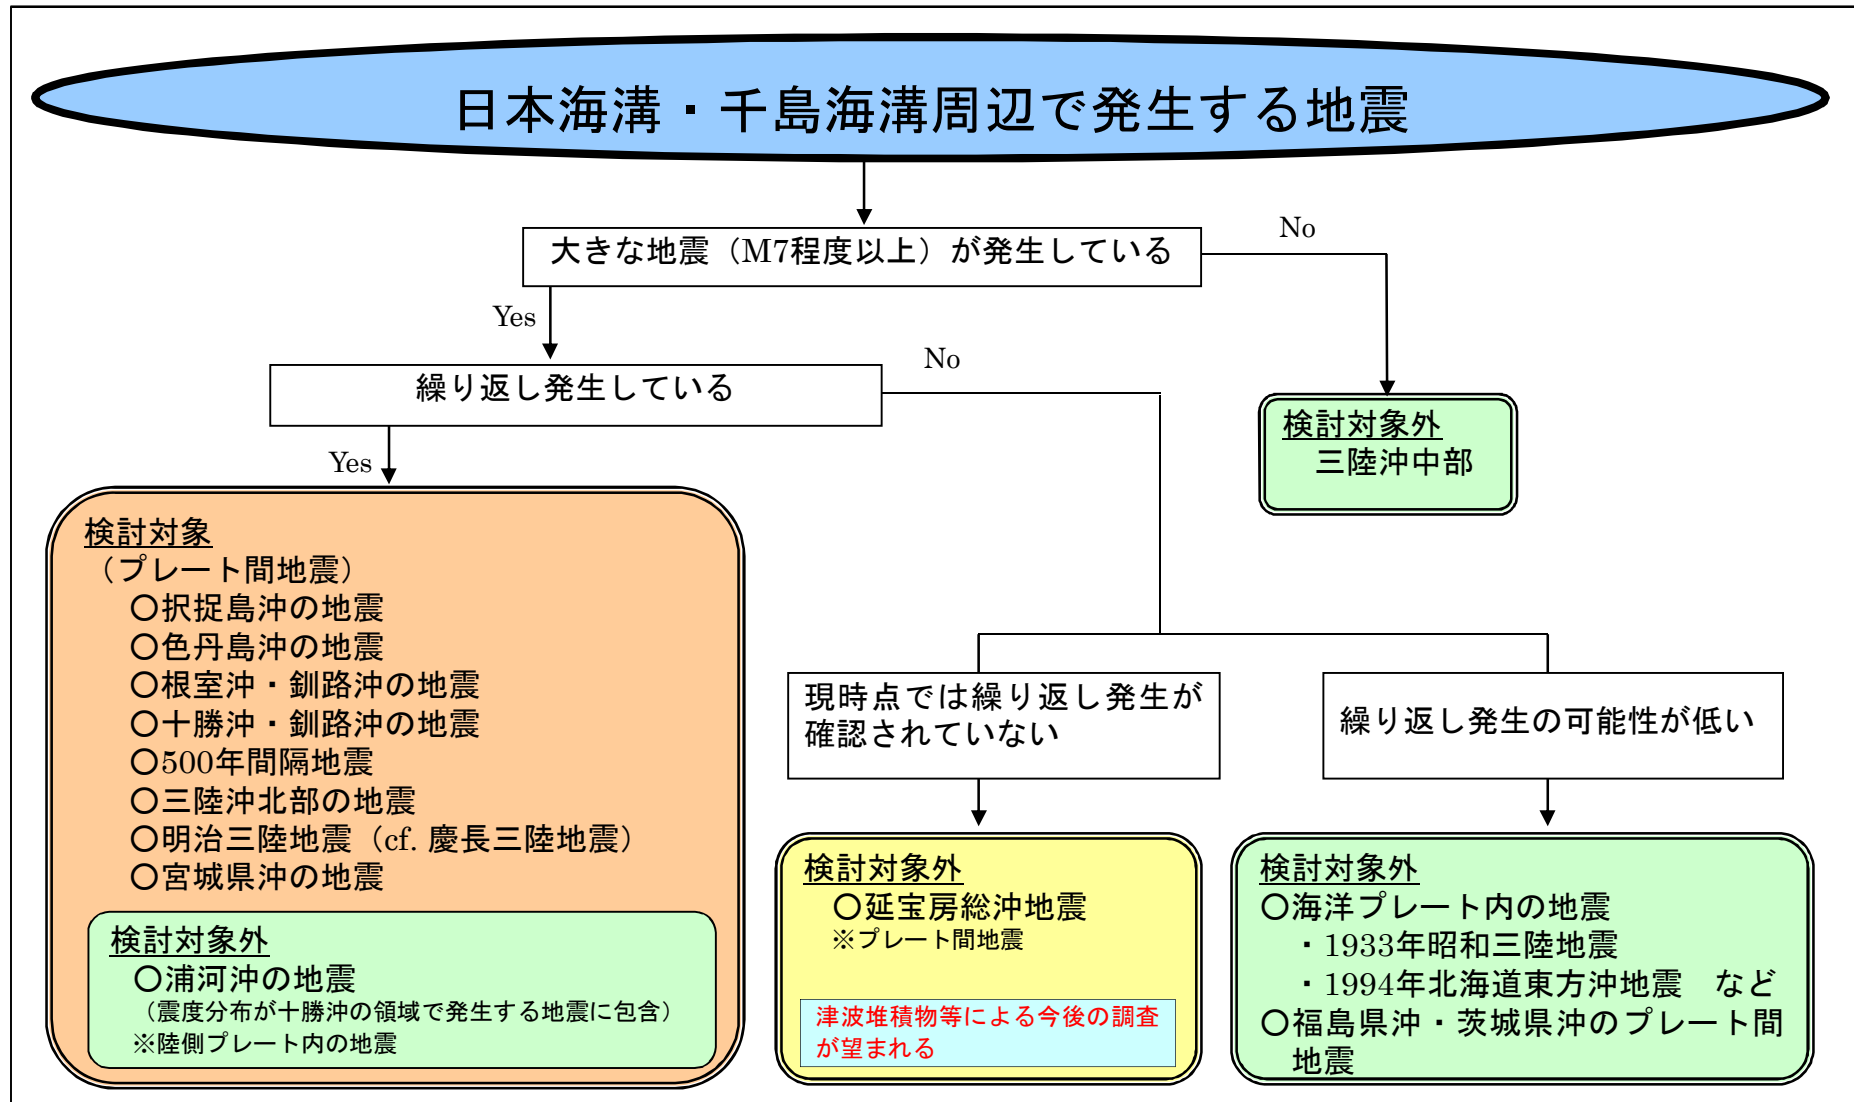 日本海溝・千島海溝周辺で発生する地震
大きな地震（M7程度以上）が発生している
No
Yes
繰り返し発生している
No
Yes
検討対象外
三陸沖中部
検討対象
（プレート間地震）
○択捉島沖の地震
○色丹島沖の地震
○根室沖・釧路沖の地震
○十勝沖・釧路沖の地震
○500年間隔地震
○三陸沖北部の地震
○明治三陸地震（cf. 慶長三陸地震）
○宮城県沖の地震
検討対象外
○浦河沖の地震
（震度分布が十勝沖の領域で発生する地震に包含）
※陸側プレート内の地震
現時点では繰り返し発生が
確認されていない
検討対象外
○延宝房総沖地震
※プレート間地震
津波堆積物等による今後の調査
が望まれる
繰り返し発生の可能性が低い
検討対象外
○海洋プレート内の地震
・1933年昭和三陸地震
・1994年北海道東方沖地震　など
○福島県沖・茨城県沖のプレート間
地震